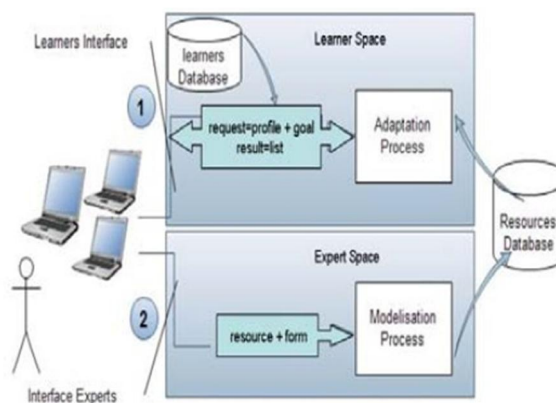 Learners Interface
learners
Database
Learner Space
1
request=profile + goal
result=list
Adaptation
Process
Resources
Database
Expert Space
2
resource + form
Modelisation
Process
Interface Experts